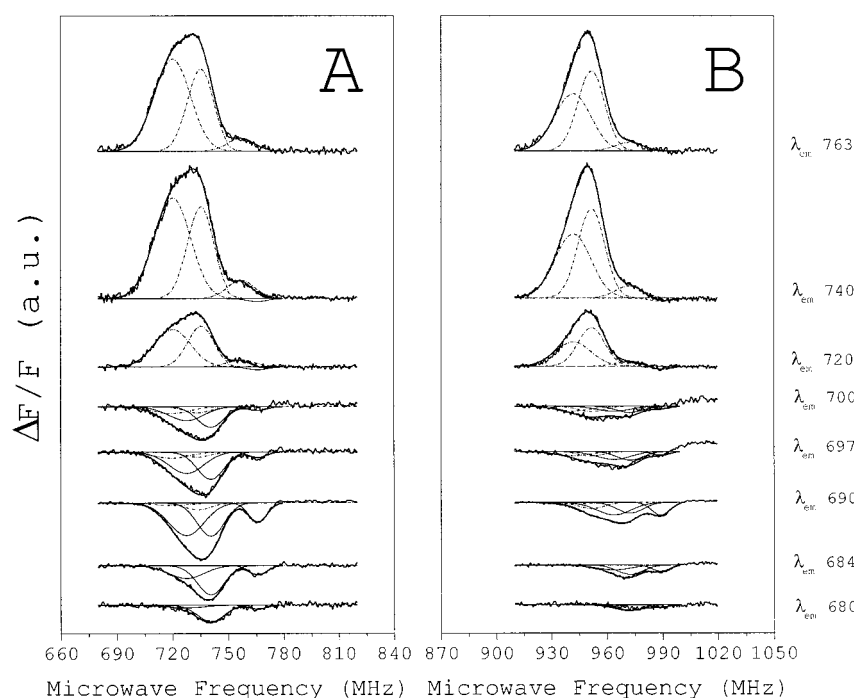 A
B
ΔF/F (a.u.)
λem 763
λem 740
λem 720
λem 700
λem 697
λem 690
λem 684
λem 680
660 690 720 750 780 810 840
870 900 930 960 990 1020 1050
Microwave Frequency (MHz)
Microwave Frequency (MHz)